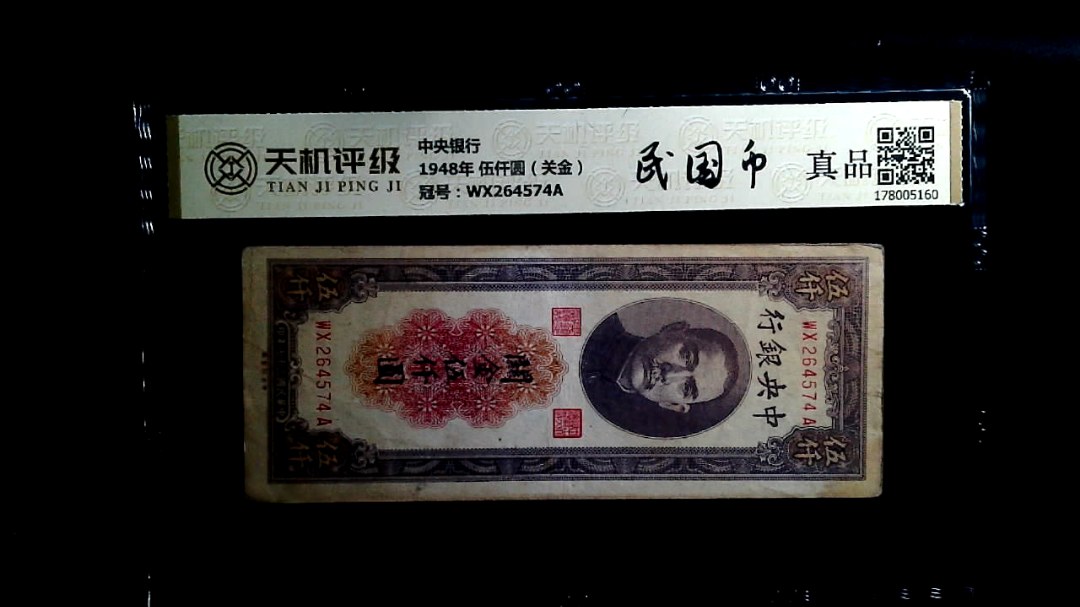 天机评级
TIAN JI PING JI
中央银行
1948年 伍仟圆（关金）
冠号：WX264574A
民国币
真品
178005160
中央銀行
關金伍仟圓
WX264574A
WX264574A
伍仟
伍仟
伍仟
伍仟